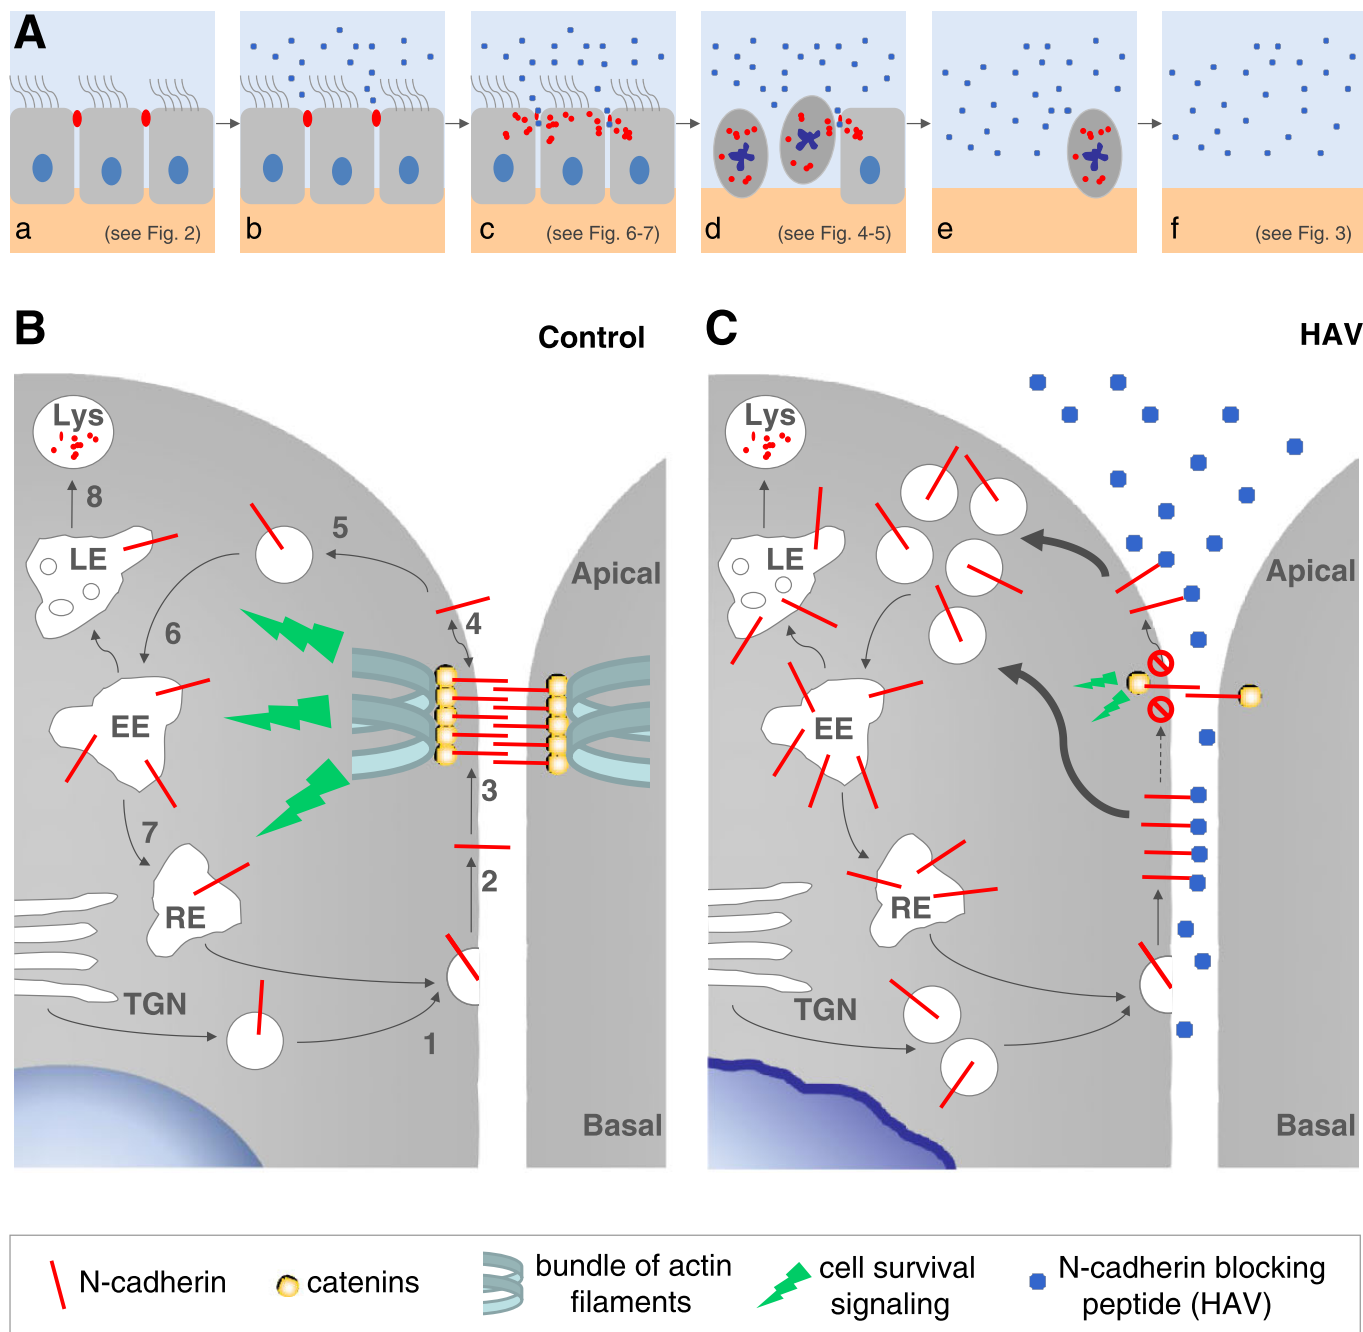 A
a (see Fig. 2)
b
c (see Fig. 6-7)
d (see Fig. 4-5)
e
f (see Fig. 3)
B
Control
Lys
8
LE
5
6
4
Apical
EE
3
7
2
RE
TGN
1
Basal
C
HAV
Lys
LE
Apical
EE
RE
TGN
Basal
N-cadherin
catenins
bundle of actin
filaments
cell survival
signaling
N-cadherin blocking
peptide (HAV)